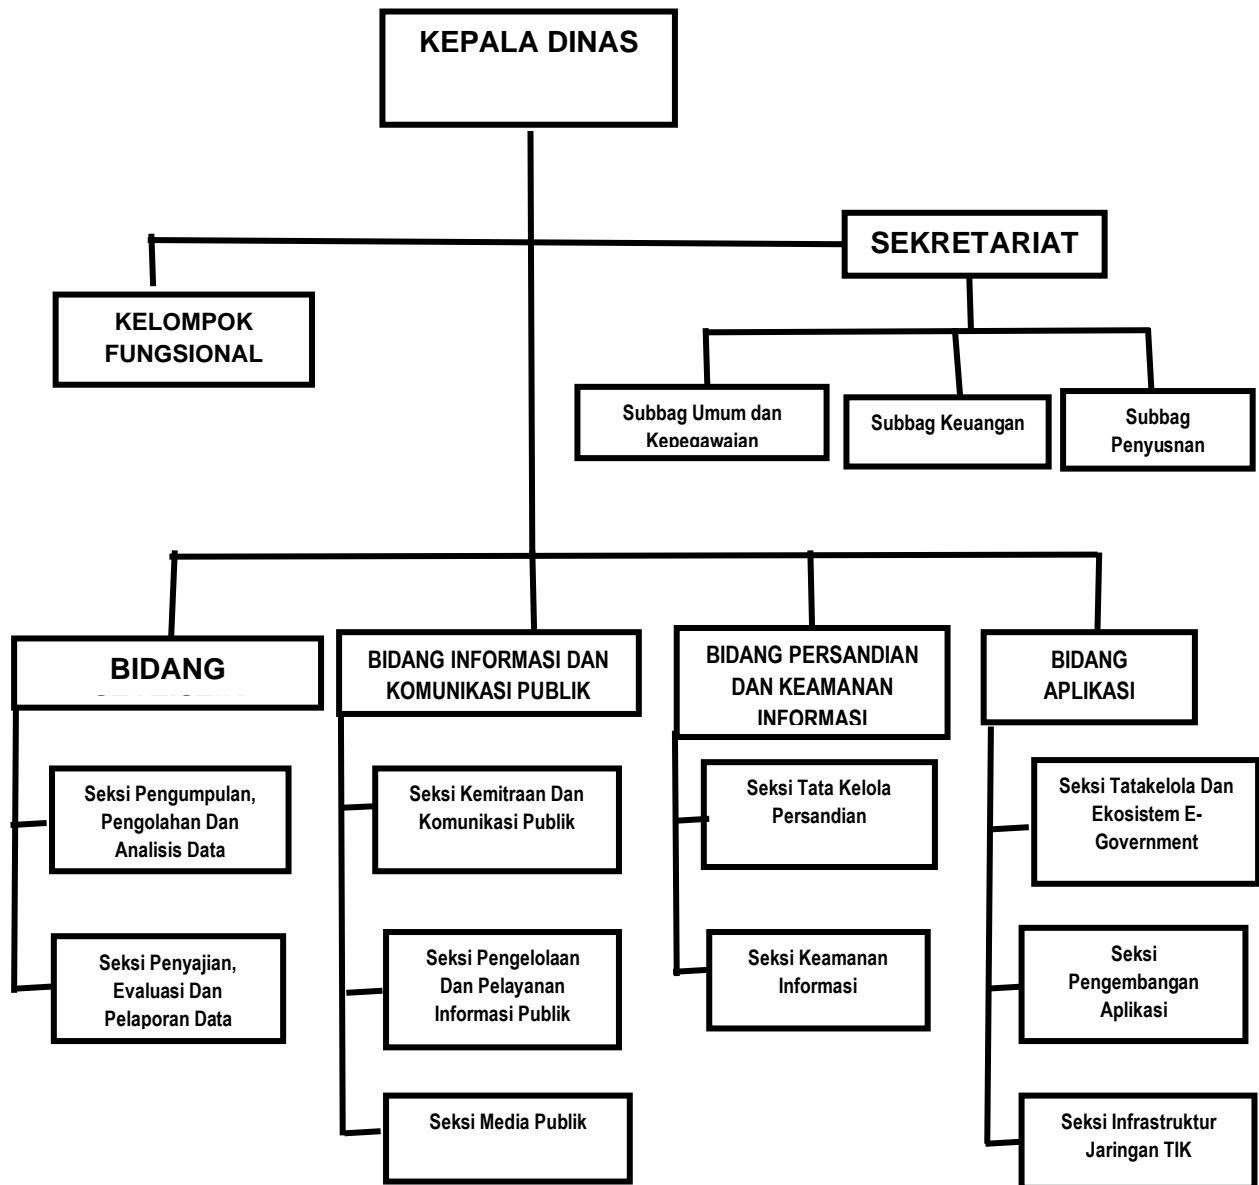 KEPALA DINAS
SEKRETARIAT
KELOMPOK
FUNGSIONAL
Subbag Umum dan
Kepegawaian
Subbag Keuangan
Subbag
Penyusnan
BIDANG
BIDANG INFORMASI DAN
KOMUNIKASI PUBLIK
BIDANG PERSANDIAN
DAN KEAMANAN
INFORMASI
BIDANG
APLIKASI
Seksi Pengumpulan,
Pengolahan Dan
Analisis Data
Seksi Kemitraan Dan
Komunikasi Publik
Seksi Tata Kelola
Persandian
Seksi Tatakelola Dan
Ekosistem E-
Government
Seksi Penyajian,
Evaluasi Dan
Pelaporan Data
Seksi Pengelolaan
Dan Pelayanan
Informasi Publik
Seksi Keamanan
Informasi
Seksi
Pengembangan
Aplikasi
Seksi Media Publik
Seksi Infrastruktur
Jaringan TIK